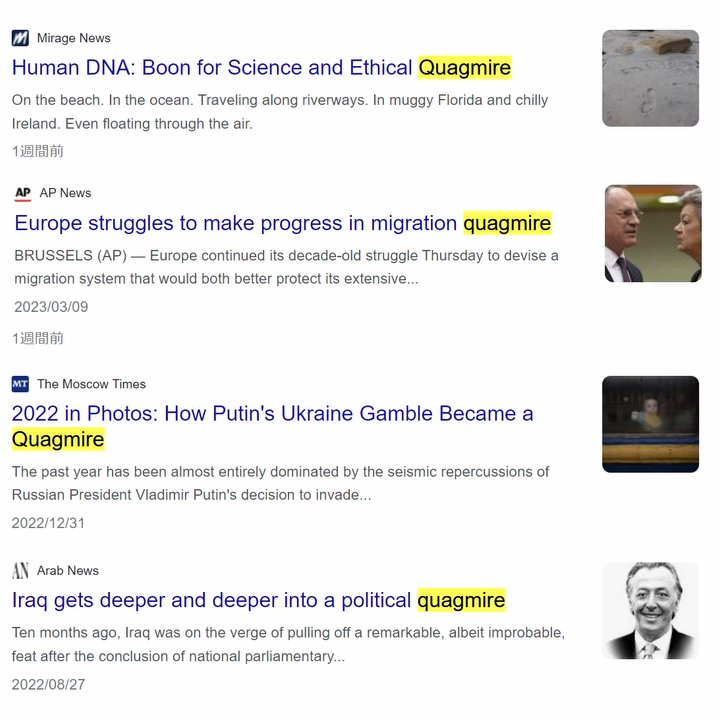 Mirage News
Human DNA: Boon for Science and Ethical Quagmire
On the beach. In the ocean. Traveling along riverways. In muggy Florida and chilly
Ireland. Even floating through the air.
1週間前
AP AP News
Europe struggles to make progress in migration quagmire
BRUSSELS (AP) — Europe continued its decade-old struggle Thursday to devise a
migration system that would both better protect its extensive...
2023/03/09
1週間前
MT The Moscow Times
2022 in Photos: How Putin's Ukraine Gamble Became a
Quagmire
The past year has been almost entirely dominated by the seismic repercussions of
Russian President Vladimir Putin's decision to invade...
2022/12/31
AN Arab News
Iraq gets deeper and deeper into a political quagmire
Ten months ago, Iraq was on the verge of pulling off a remarkable, albeit improbable,
feat after the conclusion of national parliamentary...
2022/08/27